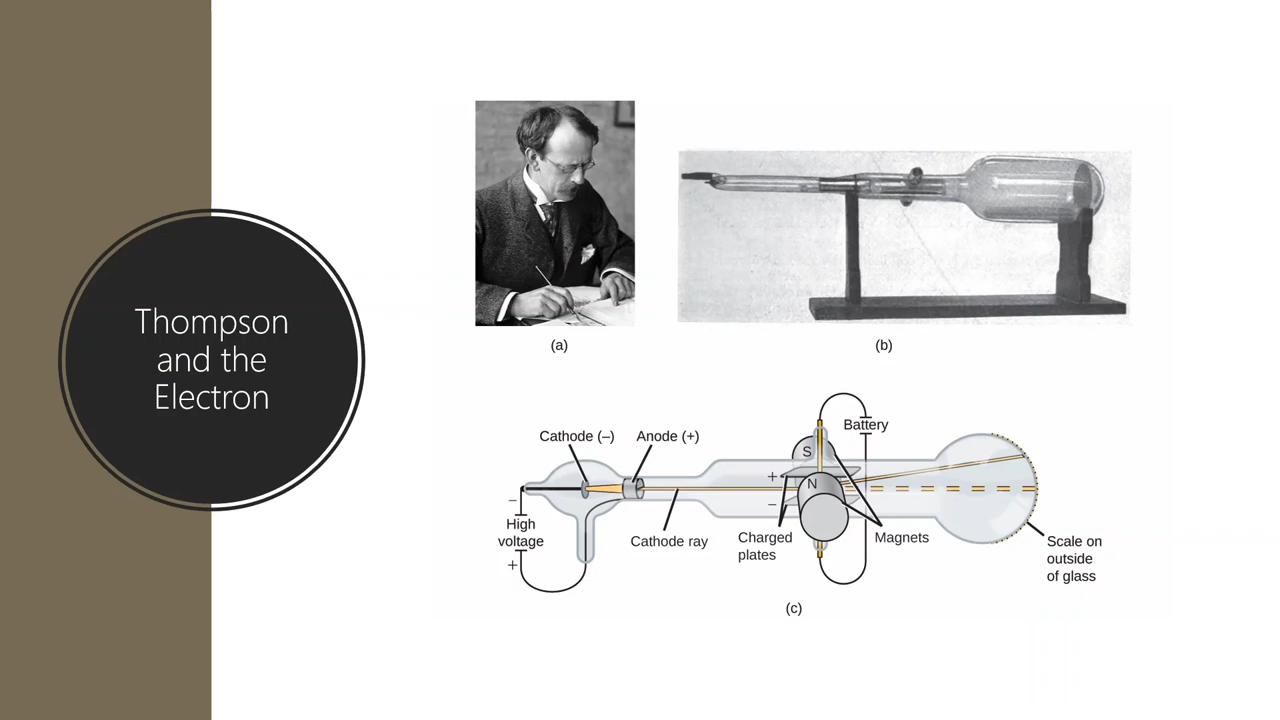 Thompson
and the
Electron
(a)
(b)
Cathode (–)
Anode (+)
Battery
S
+
N
–
–
High
voltage
+
Cathode ray
Charged
plates
Magnets
Scale on
outside
of glass
(c)